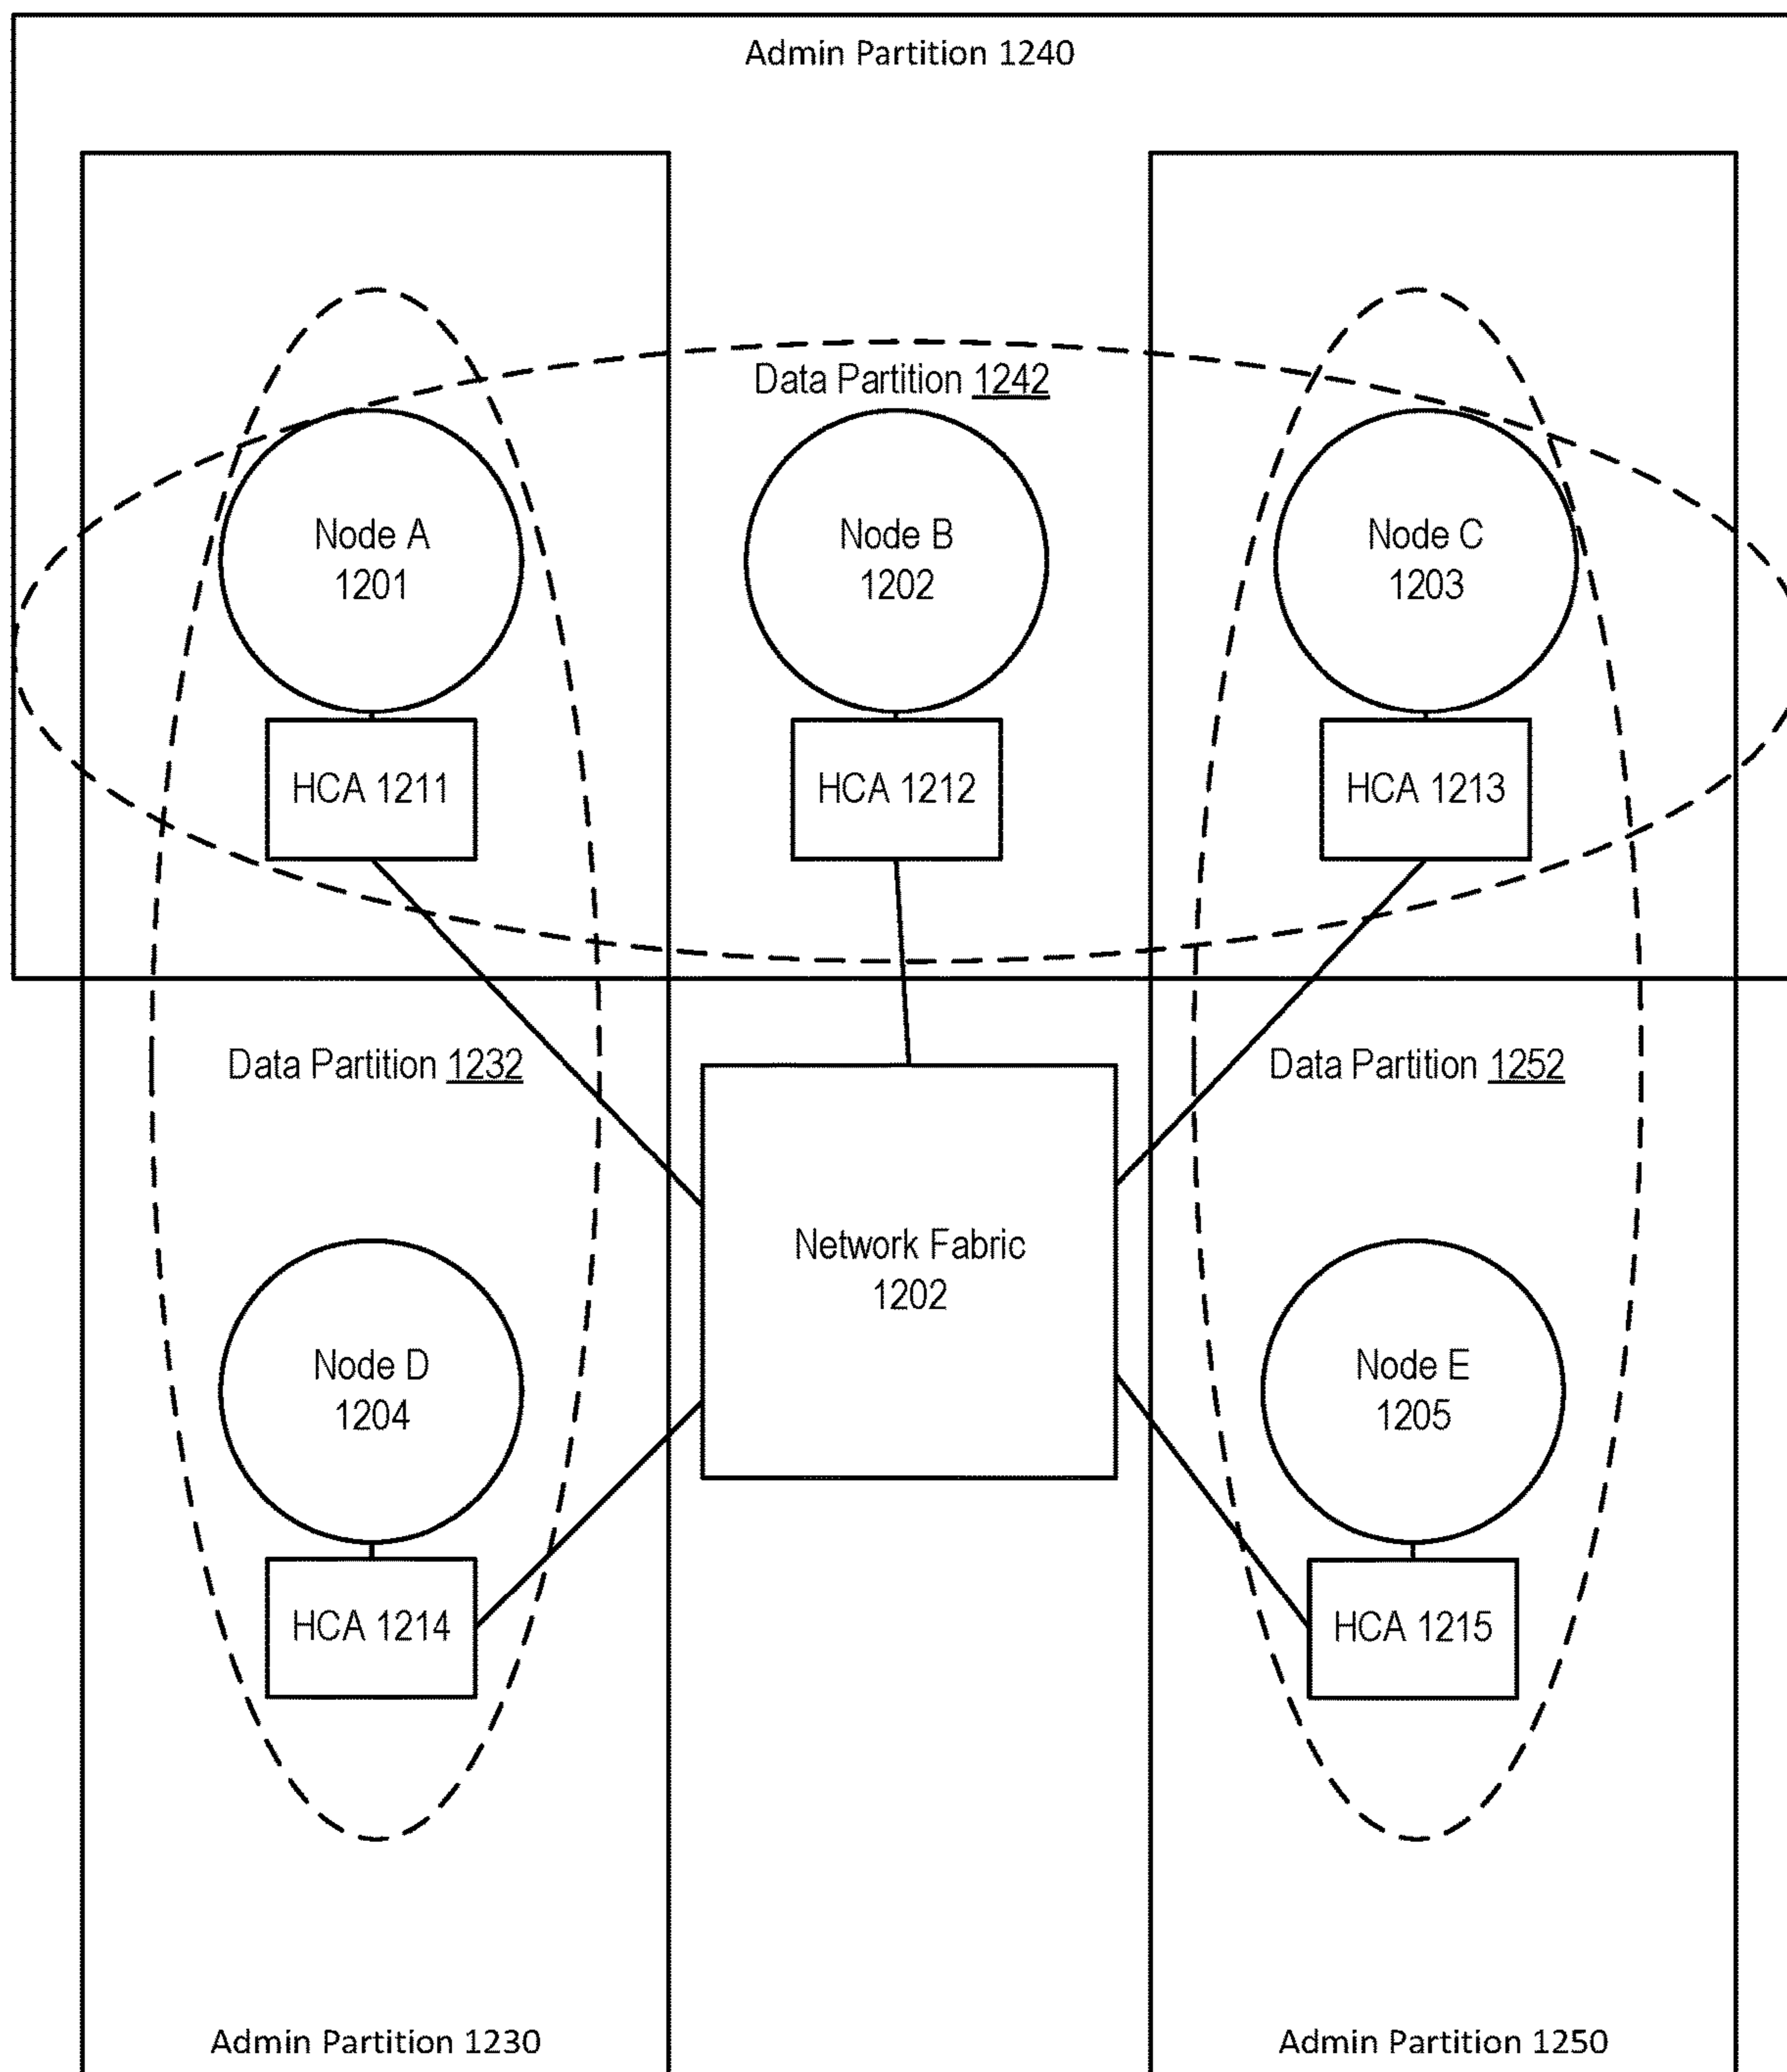 Admin Partition 1240
Data Partition 1242
Node A
1201
Node B
1202
Node C
1203
HCA 1211
HCA 1212
HCA 1213
Data Partition 1232
Data Partition 1252
Network Fabric
1202
Node D
1204
Node E
1205
HCA 1214
HCA 1215
Admin Partition 1230
Admin Partition 1250